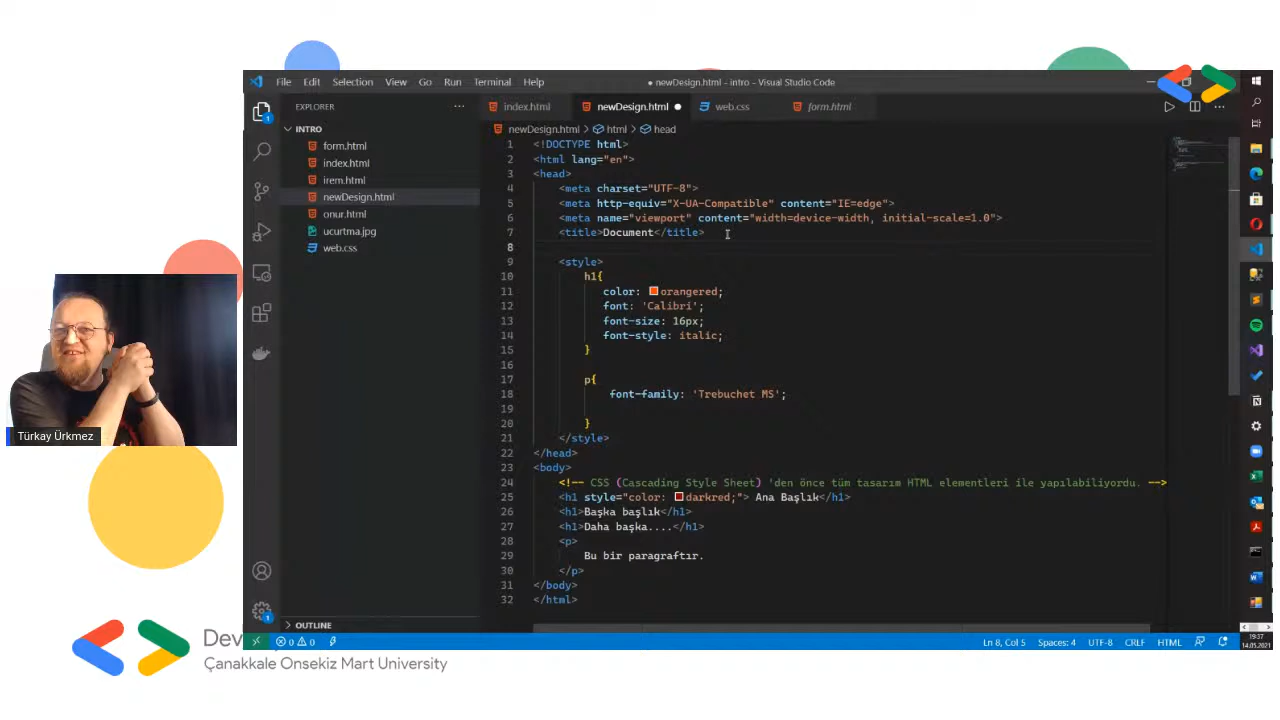 File Edit Selection View Go Run Terminal Help
● newDesign.html - intro - Visual Studio Code
EXPLORER
index.html newDesign.html web.css form.html
INTRO
form.html
index.html
irem.html
newDesign.html
onur.html
ucurtma.jpg
web.css
newDesign.html > html > head
1 <!DOCTYPE html>
2 <html lang="en">
3 <head>
4 <meta charset="UTF-8">
5 <meta http-equiv="X-UA-Compatible" content="IE=edge">
6 <meta name="viewport" content="width=device-width, initial-scale=1.0">
7 <title>Document</title>
8
9 <style>
10 h1{
11 color: orangered;
12 font: 'Calibri';
13 font-size: 16px;
14 font-style: italic;
15 }
16
17 p{
18 font-family: 'Trebuchet MS';
19
20 }
21 </style>
22 </head>
23 <body>
24 <!-- CSS (Cascading Style Sheet) 'den önce tüm tasarım HTML elementleri ile yapılabiliyordu. -->
25 <h1 style="color: darkred;"> Ana Başlık</h1>
26 <h1>Başka başlık</h1>
27 <h1>Daha başka....</h1>
28 <p>
29 Bu bir paragraftır.
30 </p>
31 </body>
32 </html>
Türkay Ürkmez
OUTLINE
0 0
Ln 8, Col 5 Spaces: 4 UTF-8 CRLF HTML
19:37
14.05.2021
Dev
Çanakkale Onsekiz Mart University